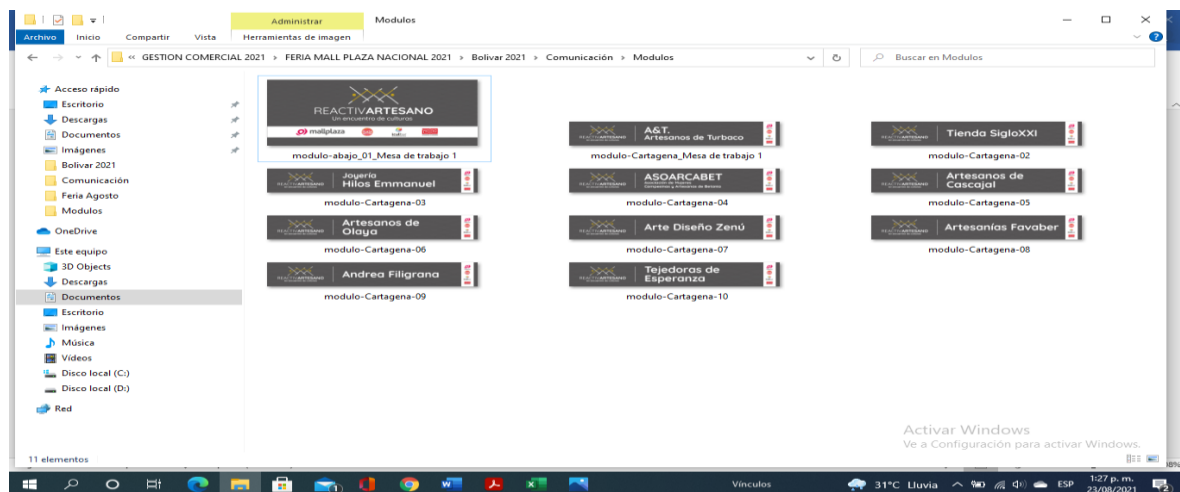 Administrar
Modulos
Archivo
Inicio
Compartir
Vista
Herramientas de imagen
« GESTION COMERCIAL 2021 › FERIA MALL PLAZA NACIONAL 2021 › Bolivar 2021 › Comunicación › Modulos
Buscar en Modulos
Acceso rápido
Escritorio
Descargas
Documentos
Imágenes
Bolivar 2021
Comunicación
Feria Agosto
Modulos
OneDrive
Este equipo
3D Objects
Descargas
Documentos
Escritorio
Imágenes
Música
Vídeos
Disco local (C:)
Disco local (D:)
Red
REACTIVARTESANO
Un encuentro de culturas
mallplaza
modulo-abajo_01_Mesa de trabajo 1
A&T.
Artesanos de Turbaco
modulo-Cartagena_Mesa de trabajo 1
Tienda SigloXXI
modulo-Cartagena-02
Joyería
Hilos Emmanuel
modulo-Cartagena-03
ASOARCABET
modulo-Cartagena-04
Artesanos de
Cascajal
modulo-Cartagena-05
Artesanos de
Olaya
modulo-Cartagena-06
Arte Diseño Zenú
modulo-Cartagena-07
Artesanías Favaber
modulo-Cartagena-08
Andrea Filigrana
modulo-Cartagena-09
Tejedoras de
Esperanza
modulo-Cartagena-10
Activar Windows
Ve a Configuración para activar Windows.
11 elementos
Vínculos
31°C Lluvia
ESP
1:27 p. m.
23/08/2021